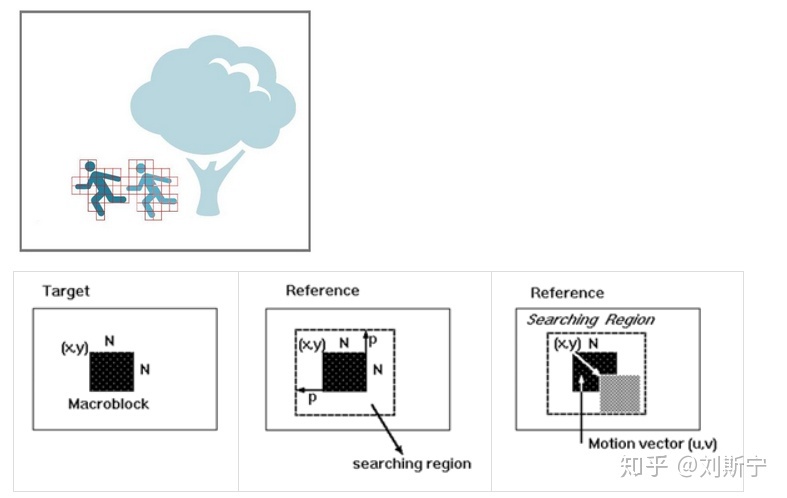 Target
(x,y)
N
N
Macroblock
Reference
(x,y)
N
p
N
p
searching region
Reference
Searching Region
(x,y)
N
Motion vector (u,v)
知乎 @刘斯宁